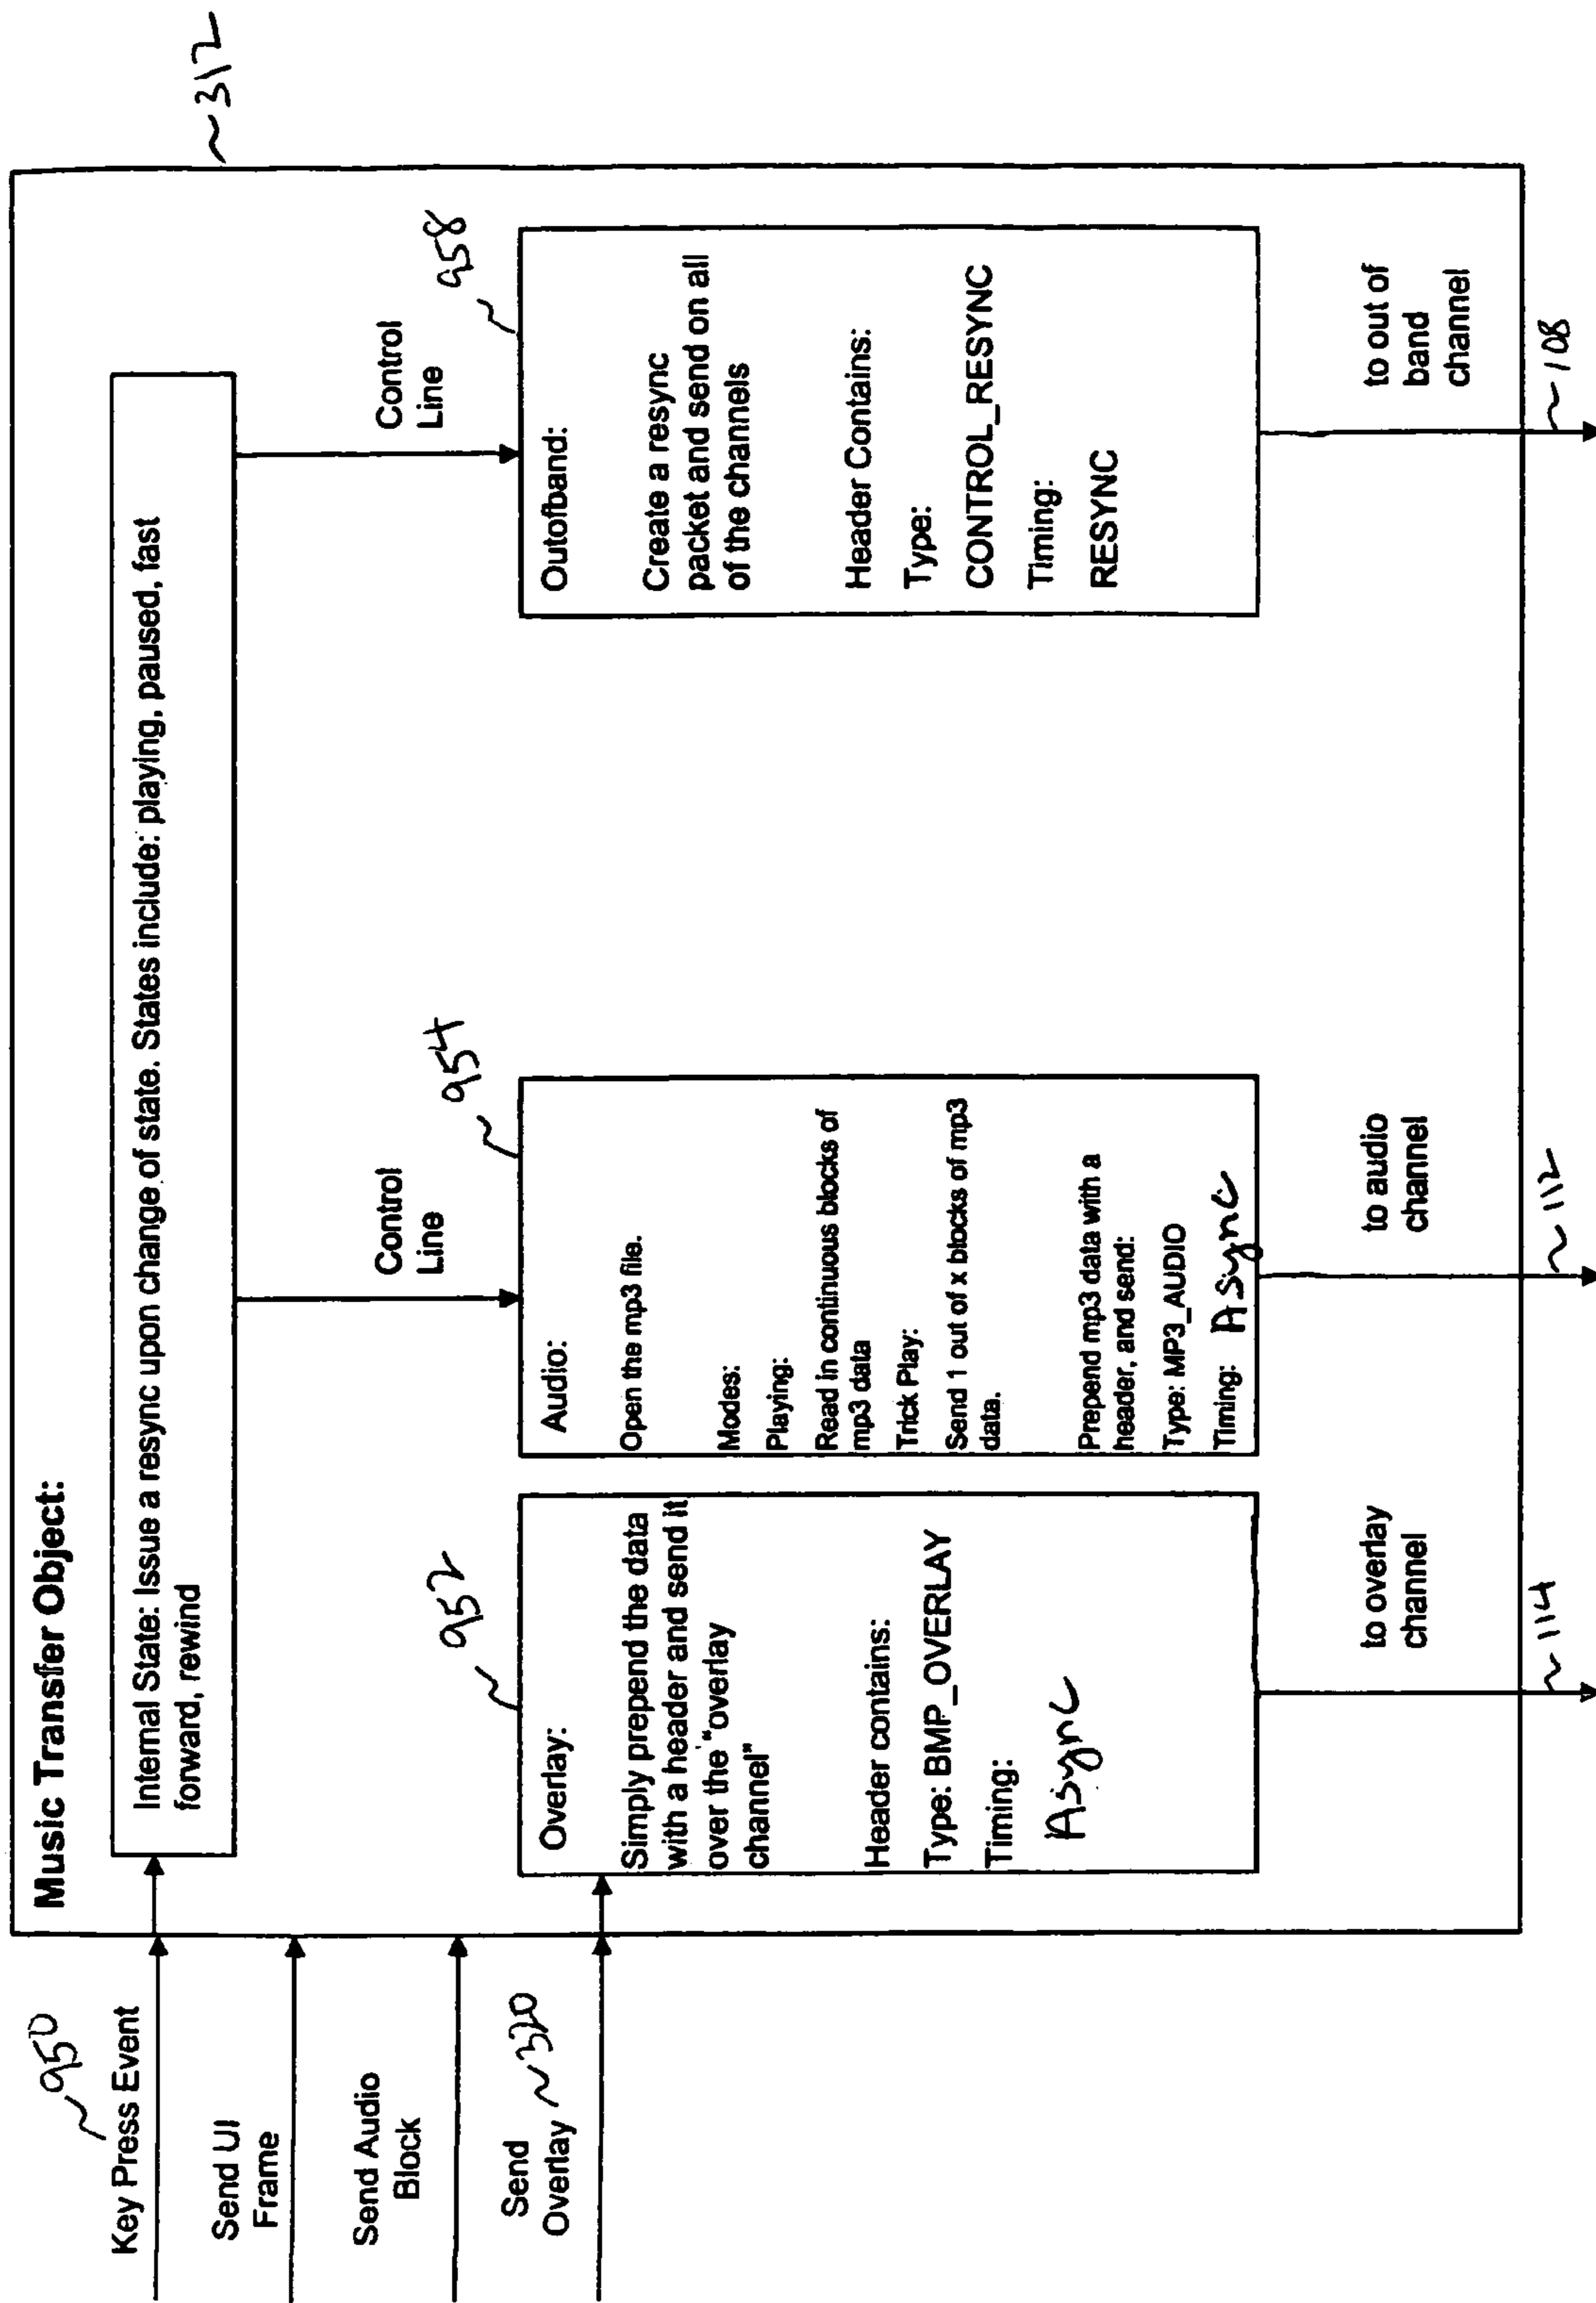 Music Transfer Object:
~312
Internal State: Issue a resync upon change of state. States include: playing, paused, fast
forward, rewind
~950
Key Press Event
Send UI
Frame
Send Audio
Block
Send
Overlay ~320
Control
Line
Control
Line
952
Overlay:
Simply prepend the data
with a header and send it
over the "overlay
channel"
Header contains:
Type: BMP_OVERLAY
Timing:
Async
to overlay
channel
~114
954
Audio:
Open the mp3 file.
Modes:
Playing:
Read in continuous blocks of
mp3 data
Trick Play:
Send 1 out of x blocks of mp3
data.
Prepend mp3 data with a
header, and send:
Type: MP3_AUDIO
Timing: Async
to audio
channel
~112
958
Outofband:
Create a resync
packet and send on all
of the channels
Header Contains:
Type:
CONTROL_RESYNC
Timing:
RESYNC
to out of
band
channel
~108